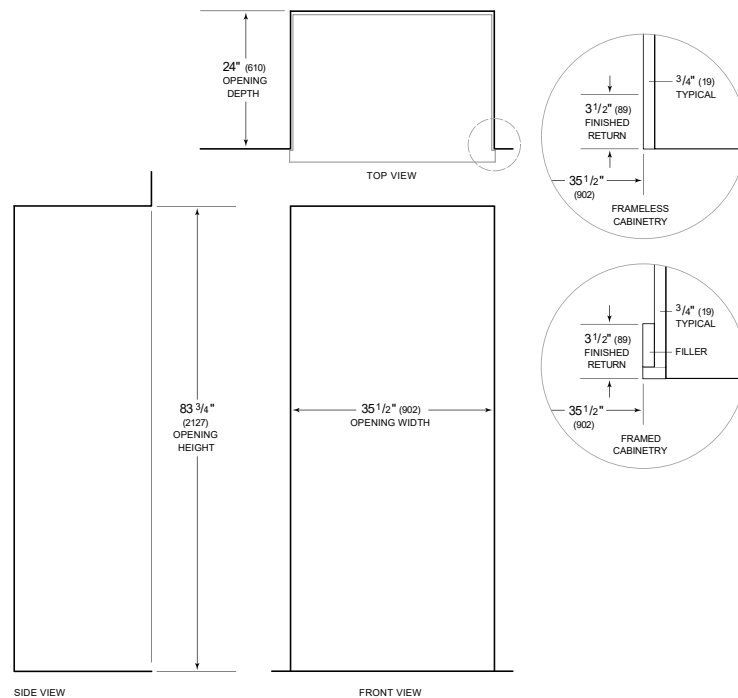 24" (610)
OPENING
DEPTH
TOP VIEW
3/4" (19)
TYPICAL
3 1/2" (89)
FINISHED
RETURN
35 1/2"
(902)
FRAMELESS
CABINETRY
3/4" (19)
TYPICAL
3 1/2" (89)
FINISHED
RETURN
FILLER
35 1/2"
(902)
FRAMED
CABINETRY
83 3/4"
(2127)
OPENING
HEIGHT
35 1/2" (902)
OPENING WIDTH
SIDE VIEW
FRONT VIEW